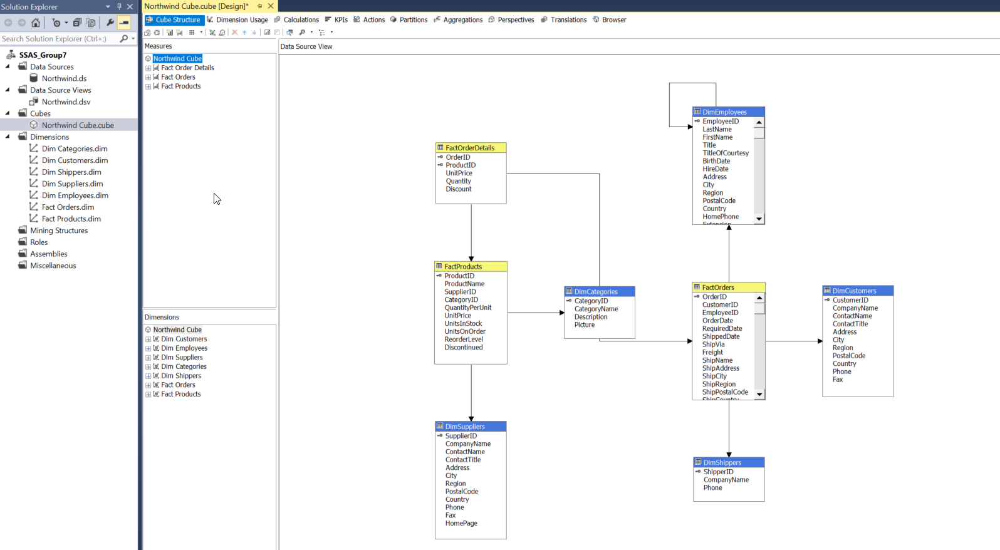 Solution Explorer
Search Solution Explorer (Ctrl+;)
SSAS_Group7
Data Sources
Northwind.ds
Data Source Views
Northwind.dsv
Cubes
Northwind Cube.cube
Dimensions
Dim Categories.dim
Dim Customers.dim
Dim Shippers.dim
Dim Suppliers.dim
Dim Employees.dim
Fact Orders.dim
Fact Products.dim
Mining Structures
Roles
Assemblies
Miscellaneous
Northwind Cube.cube [Design]*
Cube Structure Dimension Usage Calculations KPIs Actions Partitions Aggregations Perspectives Translations Browser
Measures
Northwind Cube
Fact Order Details
Fact Orders
Fact Products
Dimensions
Northwind Cube
Dim Customers
Dim Employees
Dim Suppliers
Dim Categories
Dim Shippers
Fact Orders
Fact Products
Data Source View
FactOrderDetails
OrderID
ProductID
UnitPrice
Quantity
Discount
FactProducts
ProductID
ProductName
SupplierID
CategoryID
QuantityPerUnit
UnitPrice
UnitsInStock
UnitsOnOrder
ReorderLevel
Discontinued
DimSuppliers
SupplierID
CompanyName
ContactName
ContactTitle
Address
City
Region
PostalCode
Country
Phone
Fax
HomePage
DimCategories
CategoryID
CategoryName
Description
Picture
DimEmployees
EmployeeID
LastName
FirstName
Title
TitleOfCourtesy
BirthDate
HireDate
Address
City
Region
PostalCode
Country
HomePhone
Extension
FactOrders
OrderID
CustomerID
EmployeeID
OrderDate
RequiredDate
ShippedDate
ShipVia
Freight
ShipName
ShipAddress
ShipCity
ShipRegion
ShipPostalCode
ShipCountry
DimShippers
ShipperID
CompanyName
Phone
DimCustomers
CustomerID
CompanyName
ContactName
ContactTitle
Address
City
Region
PostalCode
Country
Phone
Fax